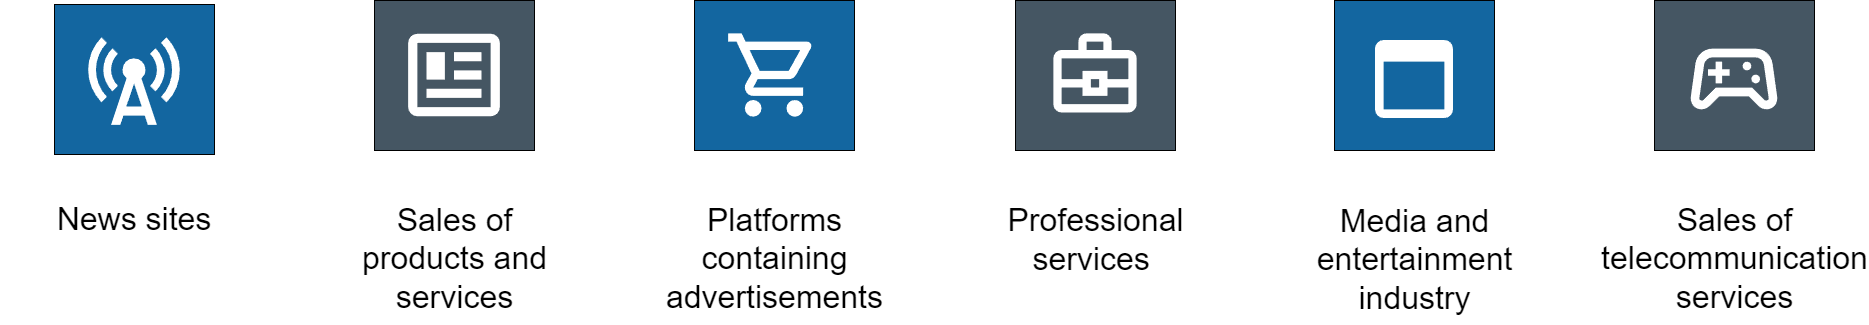 News sites
Sales of
products and
services
Platforms
containing
advertisements
Professional
services
Media and
entertainment
industry
Sales of
telecommunication
services